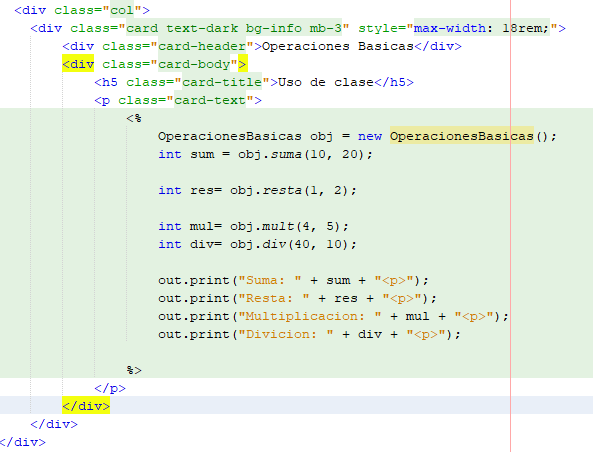 <div class="col">
<div class="card text-dark bg-info mb-3" style="max-width: 18rem;">
<div class="card-header">Operaciones Basicas</div>
<div class="card-body">
<h5 class="card-title">Uso de clase</h5>
<p class="card-text">
<%
OperacionesBasicas obj = new OperacionesBasicas();
int sum = obj.suma(10, 20);
int res= obj.resta(1, 2);
int mul= obj.mult(4, 5);
int div= obj.div(40, 10);
out.print("Suma: " + sum + "<p>");
out.print("Resta: " + res + "<p>");
out.print("Multiplicacion: " + mul + "<p>");
out.print("Divicion: " + div + "<p>");
%>
</p>
</div>
</div>
</div>